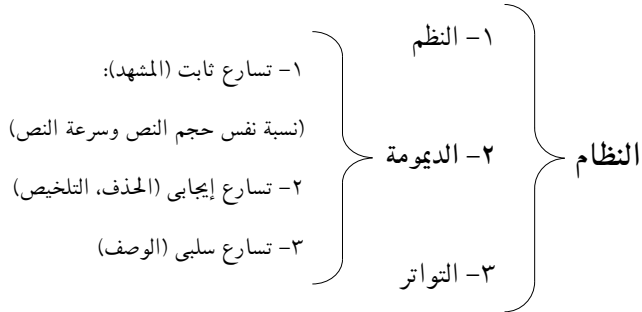 النظام
١- النظم
٢- الديمومة
٣- التواتر
١- تسارع ثابت (المشهد):
(نسبة نفس حجم النص وسرعة النص)
٢- تسارع إيجابى (الحذف، التلخيص)
٣- تسارع سلبى (الوصف)